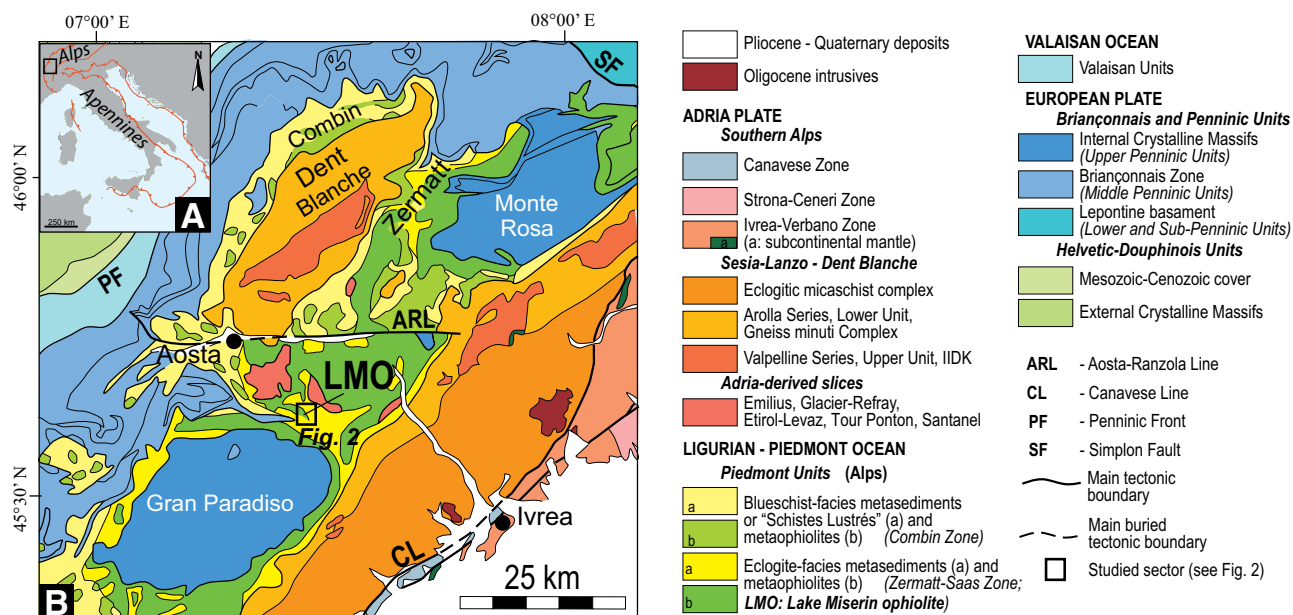 07°00' E
08°00' E
46°00' N
45°30' N
Alps
N
Apennines
250 km
A
SF
Combin
Dent
Blanche
Zermatt
Monte
Rosa
PF
ARL
Aosta
LMO
Fig. 2
Gran Paradiso
Ivrea
CL
25 km
B
Pliocene - Quaternary deposits
Oligocene intrusives
ADRIA PLATE
Southern Alps
Canavese Zone
Strona-Ceneri Zone
Ivrea-Verbano Zone
a
(a: subcontinental mantle)
Sesia-Lanzo - Dent Blanche
Eclogitic micaschist complex
Arolla Series, Lower Unit,
Gneiss minuti Complex
Valpelline Series, Upper Unit, IIDK
Adria-derived slices
Emilius, Glacier-Refray,
Etirol-Levaz, Tour Ponton, Santanel
LIGURIAN - PIEDMONT OCEAN
Piedmont Units (Alps)
a
Blueschist-facies metasediments
or “Schistes Lustrés” (a) and
b
metaophiolites (b) (Combin Zone)
a
Eclogite-facies metasediments (a) and
metaophiolites (b) (Zermatt-Saas Zone;
b
LMO: Lake Miserin ophiolite)
VALAISAN OCEAN
Valaisan Units
EUROPEAN PLATE
Briançonnais and Penninic Units
Internal Crystalline Massifs
(Upper Penninic Units)
Briançonnais Zone
(Middle Penninic Units)
Lepontine basament
(Lower and Sub-Penninic Units)
Helvetic-Douphinois Units
Mesozoic-Cenozoic cover
External Crystalline Massifs
ARL - Aosta-Ranzola Line
CL - Canavese Line
PF - Penninic Front
SF - Simplon Fault
Main tectonic
boundary
Main buried
tectonic boundary
Studied sector (see Fig. 2)